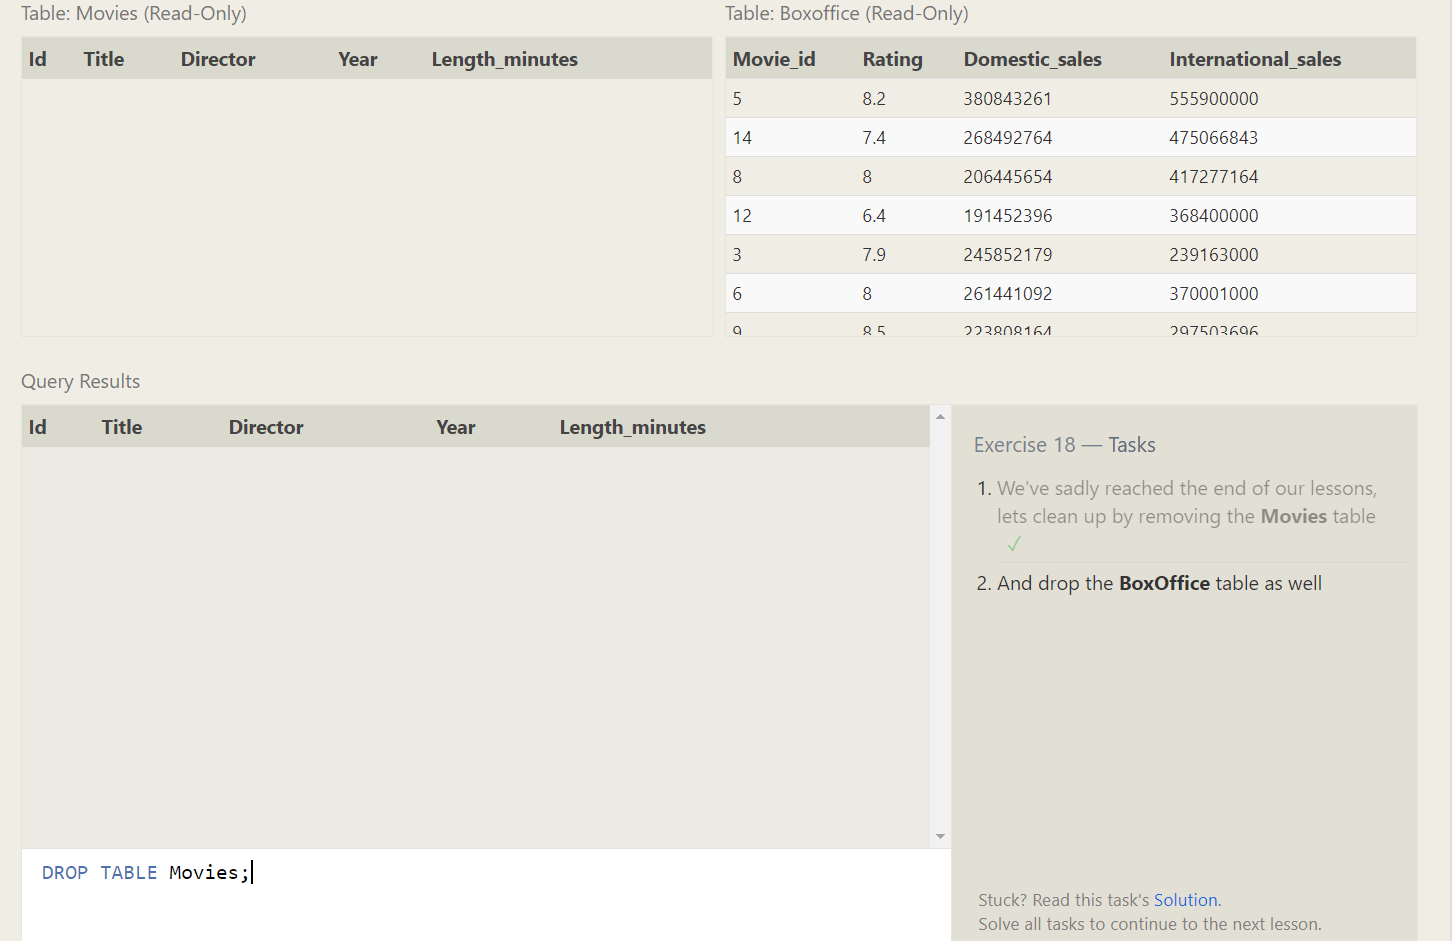 Table: Movies (Read-Only)
Id Title Director Year Length_minutes
Table: Boxoffice (Read-Only)
Movie_id Rating Domestic_sales International_sales
5 8.2 380843261 555900000
14 7.4 268492764 475066843
8 8 206445654 417277164
12 6.4 191452396 368400000
3 7.9 245852179 239163000
6 8 261441092 370001000
9 8.5 223808164 297503696
Query Results
Id Title Director Year Length_minutes
DROP TABLE Movies;
Exercise 18 — Tasks
1. We've sadly reached the end of our lessons,
lets clean up by removing the Movies table
✓
2. And drop the BoxOffice table as well
Stuck? Read this task's Solution.
Solve all tasks to continue to the next lesson.